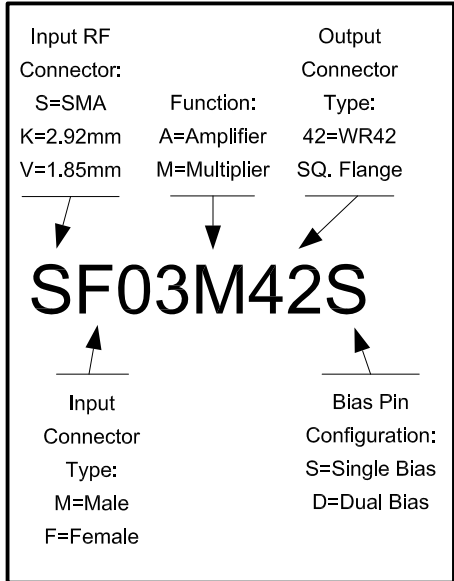 Input RF
Connector:
S=SMA
K=2.92mm
V=1.85mm
Function:
A=Amplifier
M=Multiplier
Output
Connector
Type:
42=WR42
SQ. Flange
SF03M42S
Input
Connector
Type:
M=Male
F=Female
Bias Pin
Configuration:
S=Single Bias
D=Dual Bias